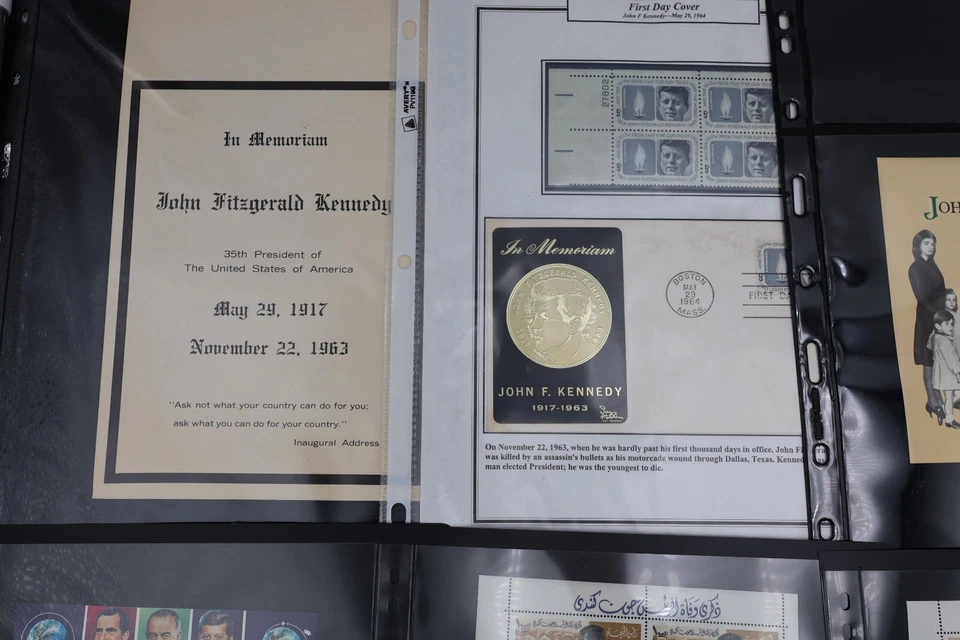 In Memoriam
John Fitzgerald Kennedy
35th President of
The United States of America
May 29, 1917
November 22, 1963
"Ask not what your country can do for you;
ask what you can do for your country."
Inaugural Address
AVERY
PV119D
First Day Cover
John F Kennedy—May 29, 1964
27802
In Memoriam
JOHN F. KENNEDY
1917-1963
BOSTON
MAY
29
1964
MASS.
FIRST DA
On November 22, 1963, when he was hardly past his first thousand days in office, John F
was killed by an assassin's bullets as his motorcade wound through Dallas, Texas. Kenned
man elected President; he was the youngest to die.
JOH